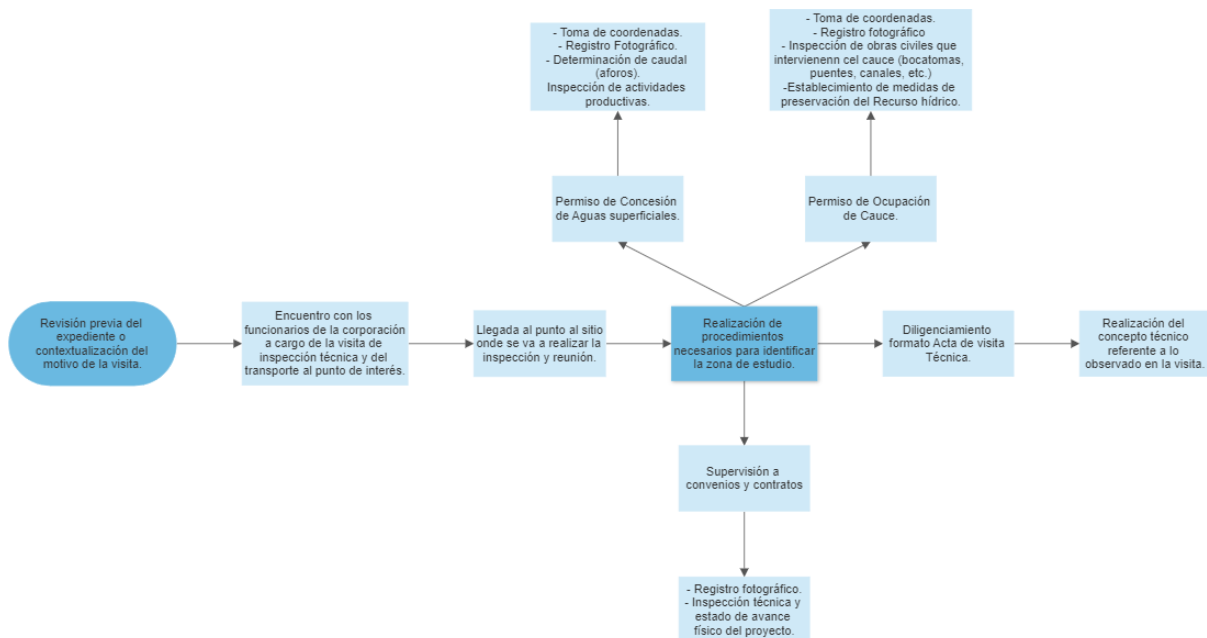 - Toma de coordenadas.
- Registro Fotográfico.
- Determinación de caudal
(aforos).
Inspección de actividades
productivas.
- Toma de coordenadas.
- Registro fotográfico
- Inspección de obras civiles que
intervienenn cel cauce (bocatomas,
puentes, canales, etc.)
-Establecimiento de medidas de
preservación del Recurso hídrico.
Permiso de Concesión
de Aguas superficiales.
Permiso de Ocupación
de Cauce.
Revisión previa del
expediente o
contextualización del
motivo de la visita.
Encuentro con los
funcionarios de la corporación
a cargo de la visita de
inspección técnica y del
transporte al punto de interés.
Llegada al punto al sitio
onde se va a realizar la
inspección y reunión.
Realización de
procedimientos
necesarios para identificar
la zona de estudio.
Diligenciamiento
formato Acta de visita
Técnica.
Realización del
concepto técnico
referente a lo
observado en la visita.
Supervisión a
convenios y contratos
- Registro fotográfico.
- Inspección técnica y
estado de avance
físico del proyecto.